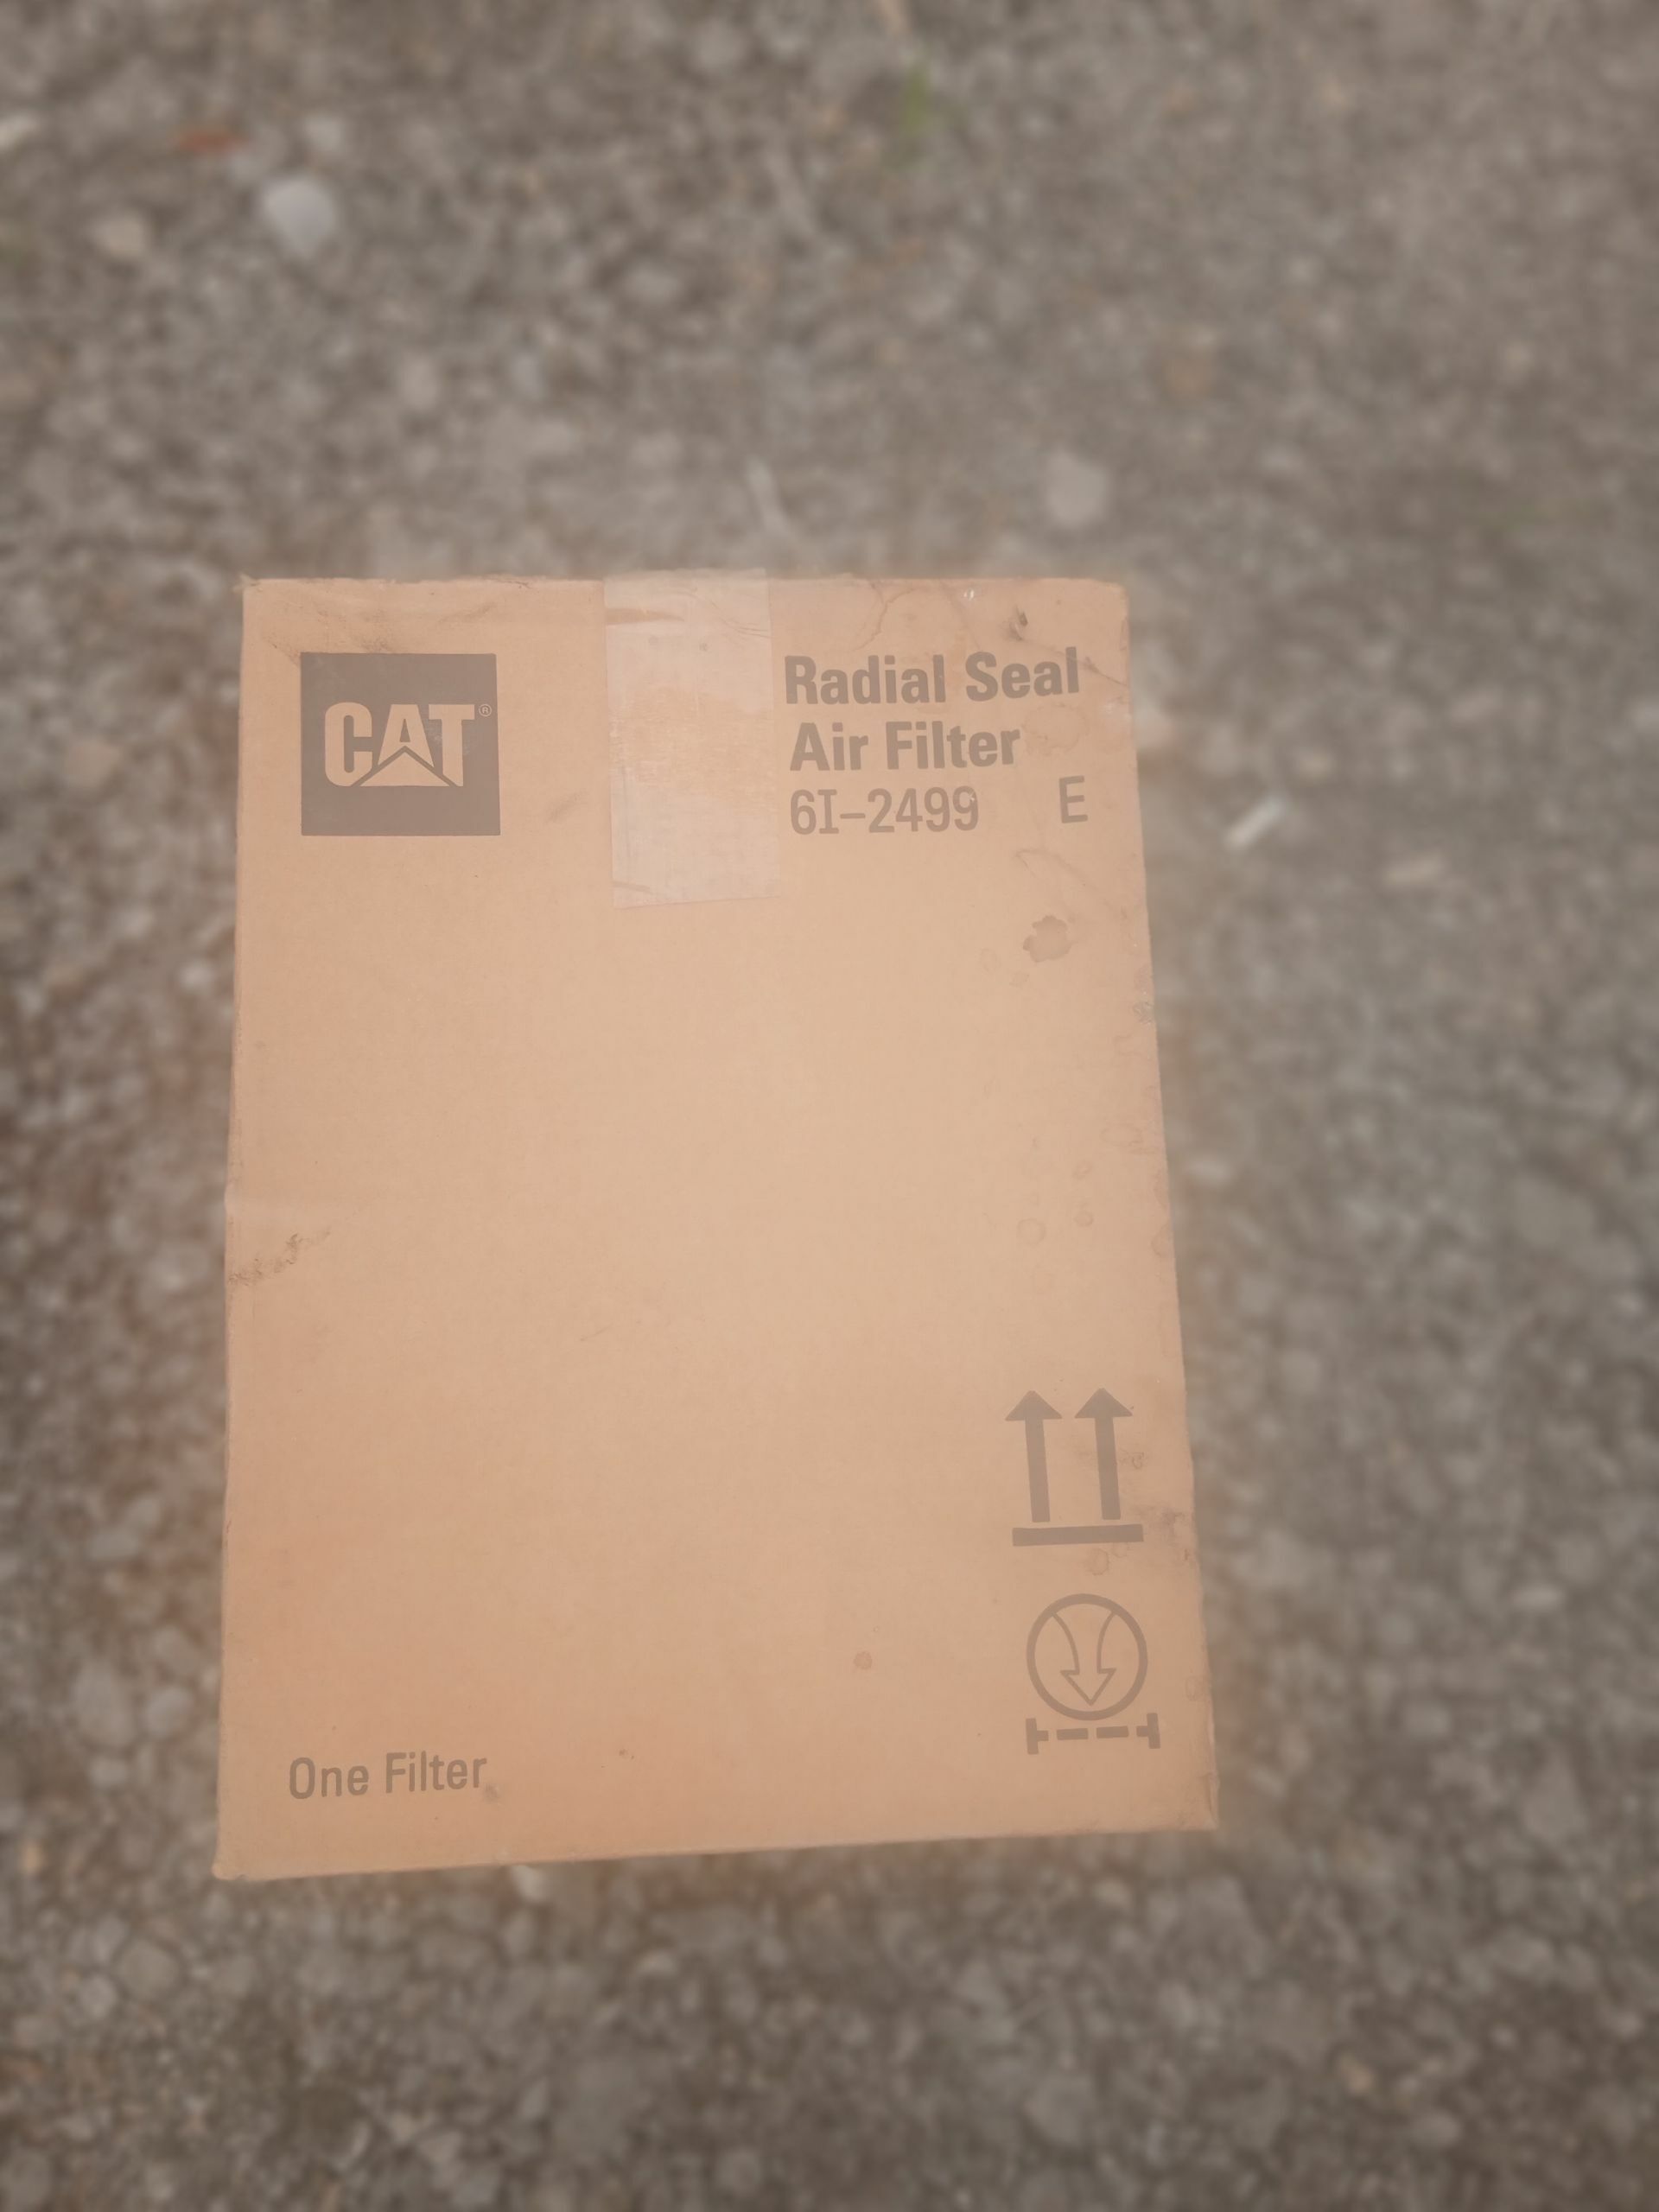 CAT®
Radial Seal
Air Filter
6I-2499 E
One Filter